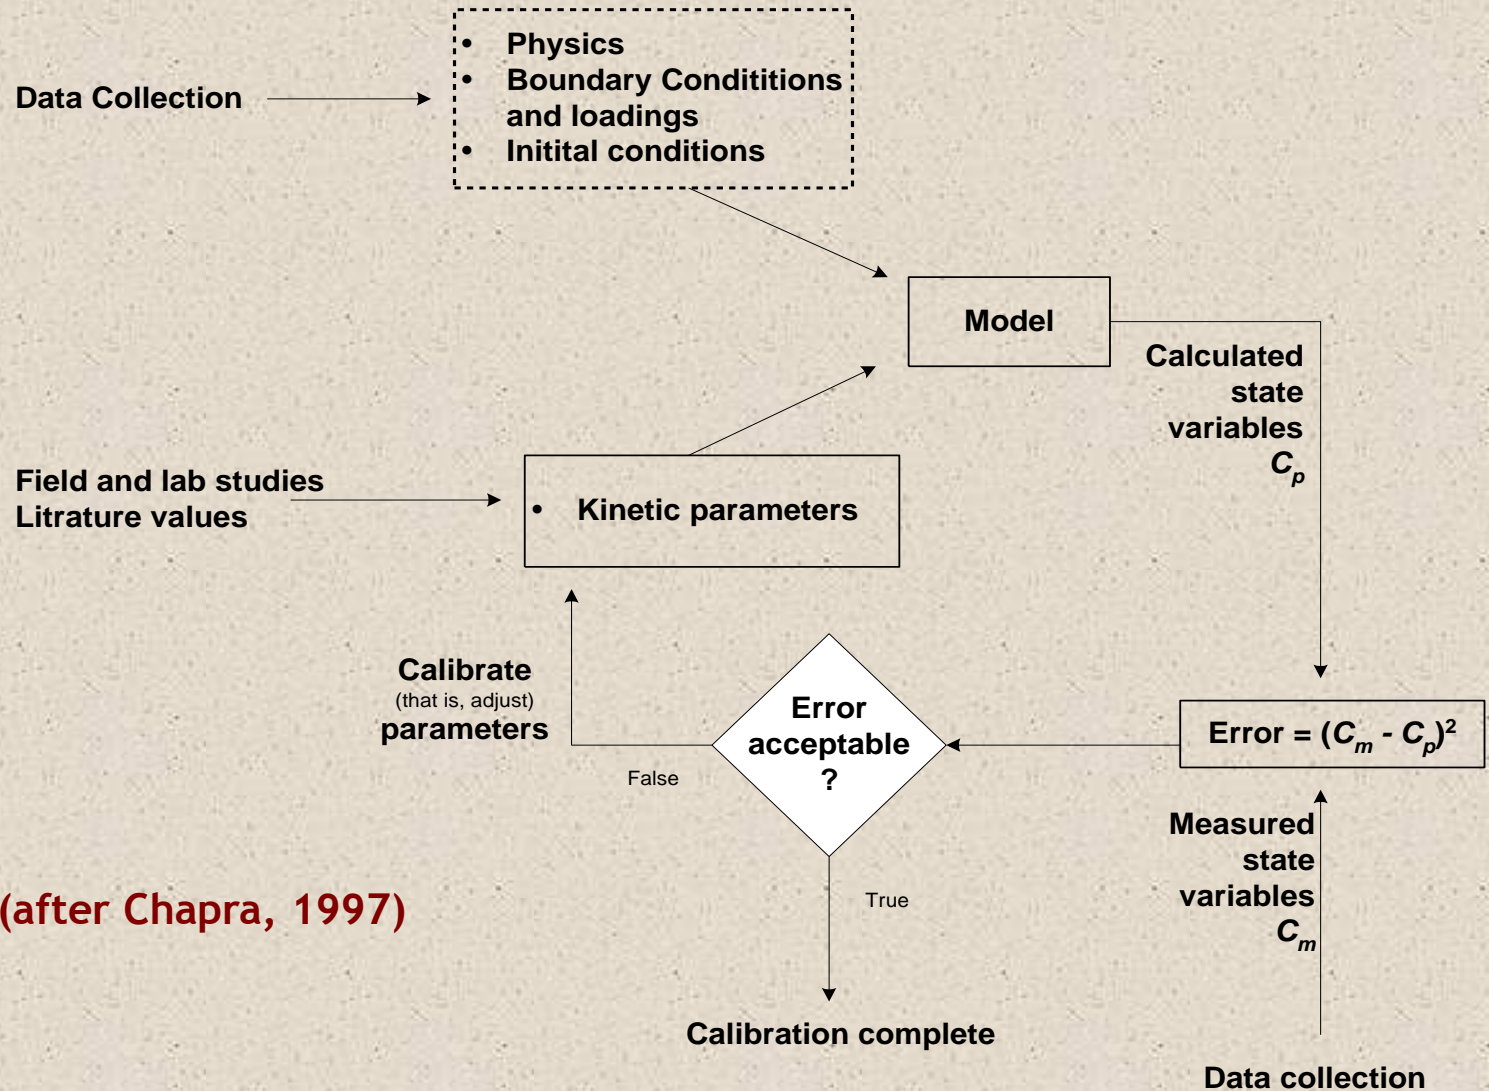 • Physics
• Boundary Condititions
and loadings
• Initital conditions
Data Collection
Model
Calculated
state
variables
Cp
Field and lab studies
Litrature values
• Kinetic parameters
Calibrate
(that is, adjust)
parameters
False
Error
acceptable
?
Error = (Cm - Cp)²
Measured
state
variables
Cm
True
(after Chapra, 1997)
Calibration complete
Data collection